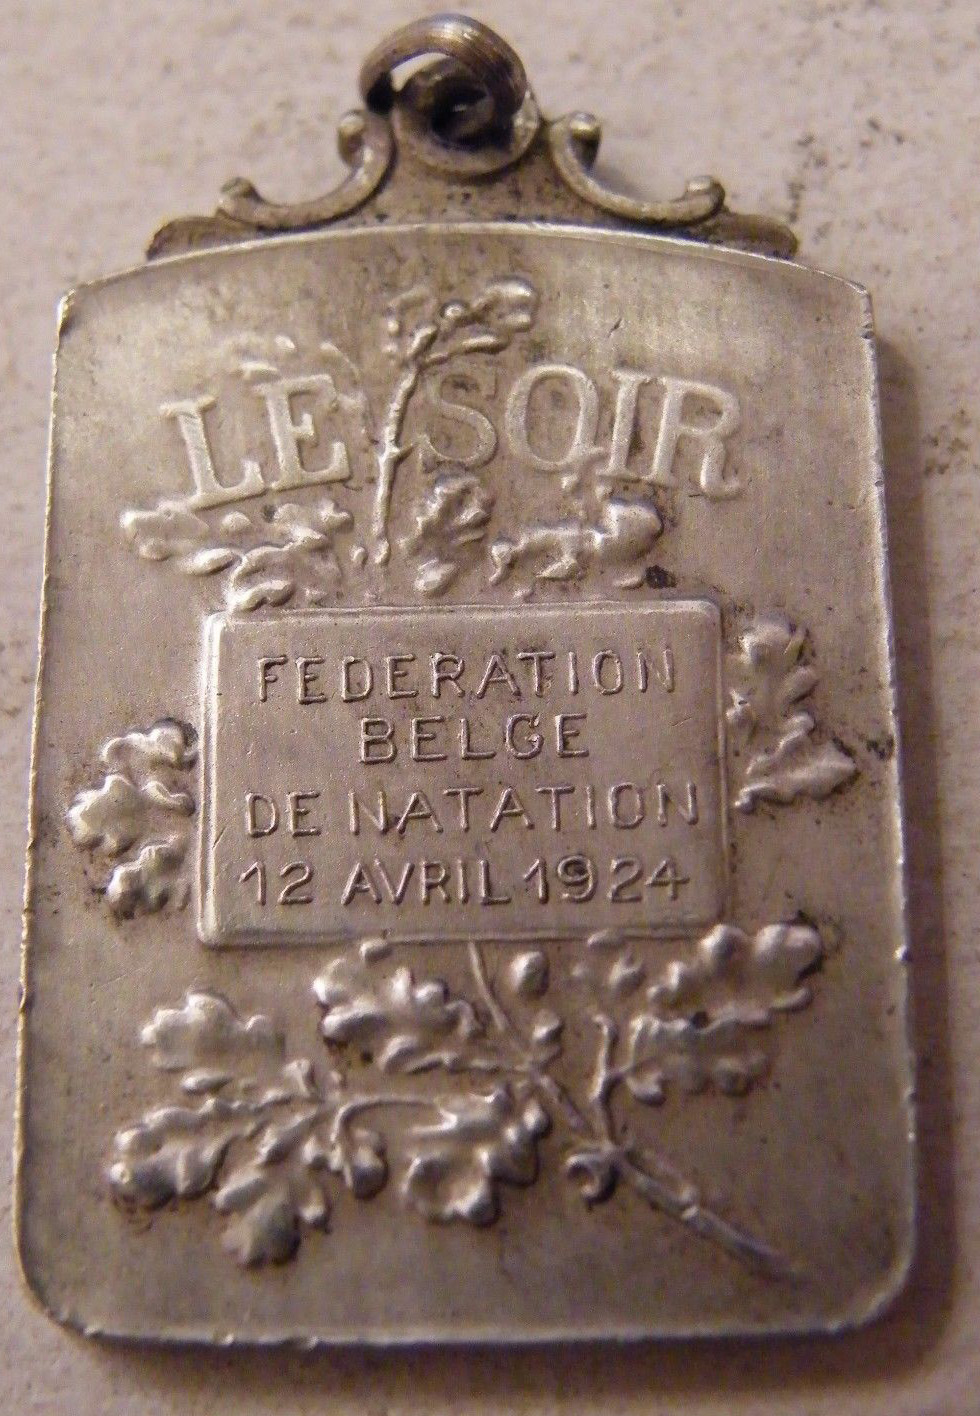 LE SOIR
FEDERATION
BELGE
DE NATATION
12 AVRIL 1924